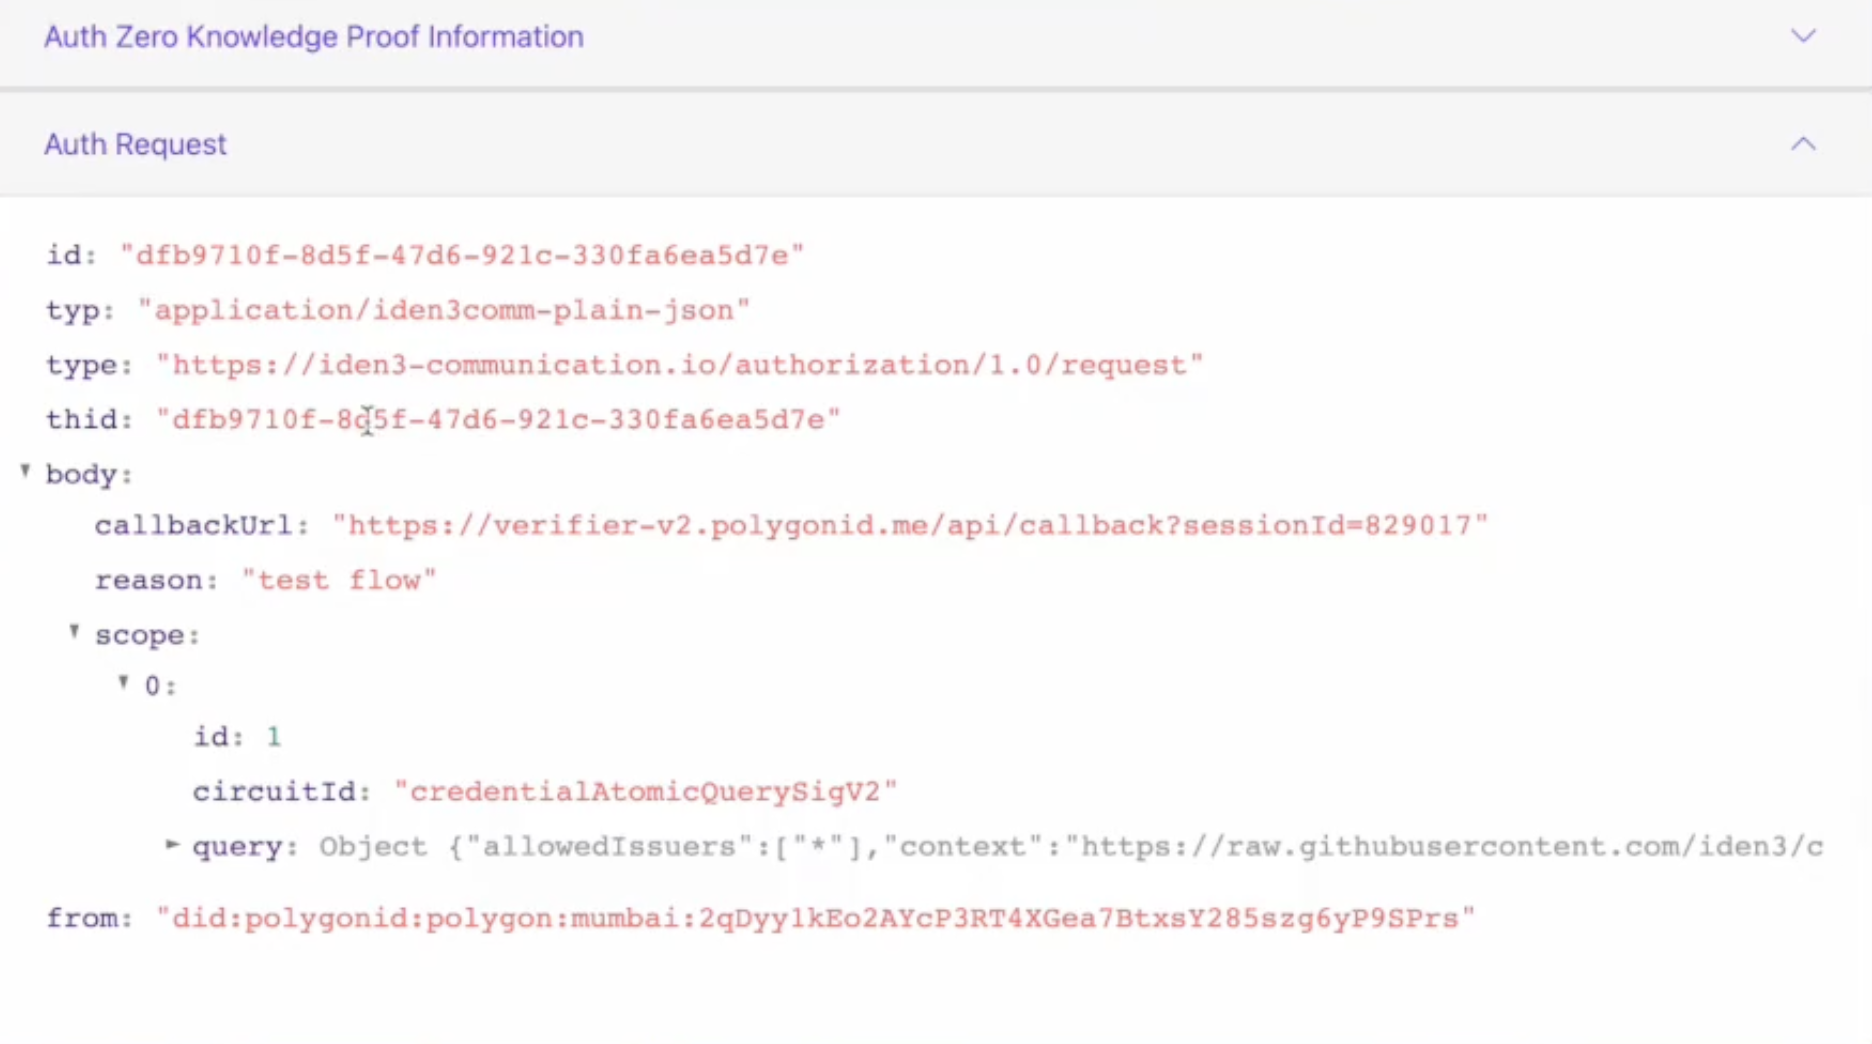 Auth Zero Knowledge Proof Information
Auth Request
id: "dfb9710f-8d5f-47d6-921c-330fa6ea5d7e"
typ: "application/iden3comm-plain-json"
type: "https://iden3-communication.io/authorization/1.0/request"
thid: "dfb9710f-8d5f-47d6-921c-330fa6ea5d7e"
body:
callbackUrl: "https://verifier-v2.polygonid.me/api/callback?sessionId=829017"
reason: "test flow"
scope:
0:
id: 1
circuitId: "credentialAtomicQuerySigV2"
query: Object {"allowedIssuers":["*"],"context":"https://raw.githubusercontent.com/iden3/c
from: "did:polygonid:polygon:mumbai:2qDyy1kEo2AYcP3RT4XGea7BtxsY285szg6yP9SPrs"